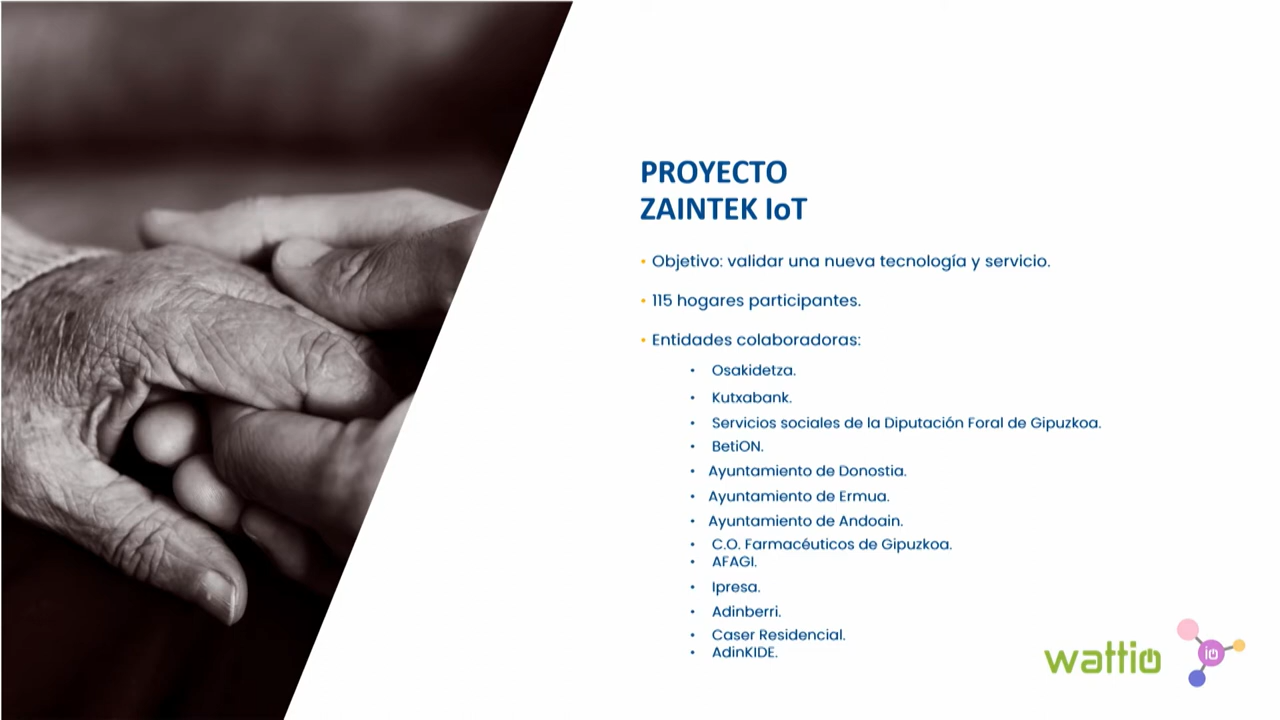 PROYECTO
ZAINTEK IoT
• Objetivo: validar una nueva tecnología y servicio.
• 115 hogares participantes.
• Entidades colaboradoras:
• Osakidetza.
• Kutxabank.
• Servicios sociales de la Diputación Foral de Gipuzkoa.
• BetiON.
• Ayuntamiento de Donostia.
• Ayuntamiento de Ermua.
• Ayuntamiento de Andoain.
• C.O. Farmacéuticos de Gipuzkoa.
• AFAGI.
• Ipresa.
• Adinberri.
• Caser Residencial.
• AdinKIDE.
wattio